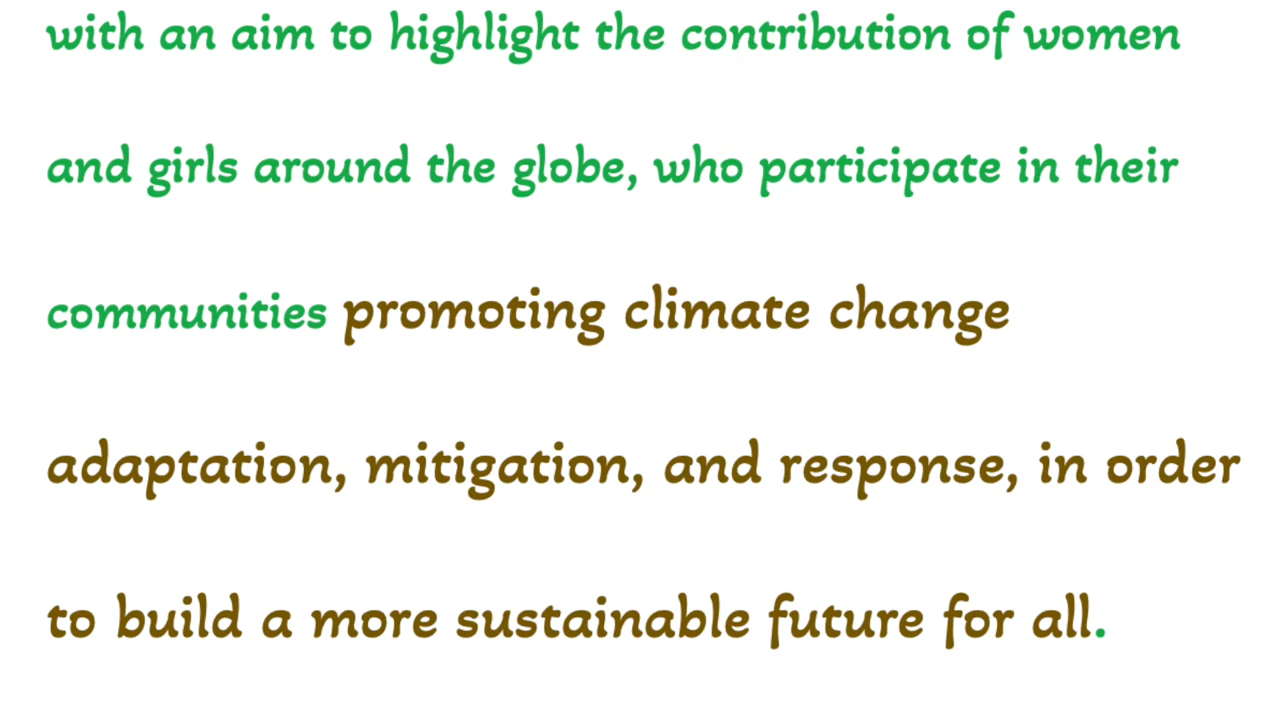 with an aim to highlight the contribution of women
and girls around the globe, who participate in their
communities promoting climate change
adaptation, mitigation, and response, in order
to build a more sustainable future for all.